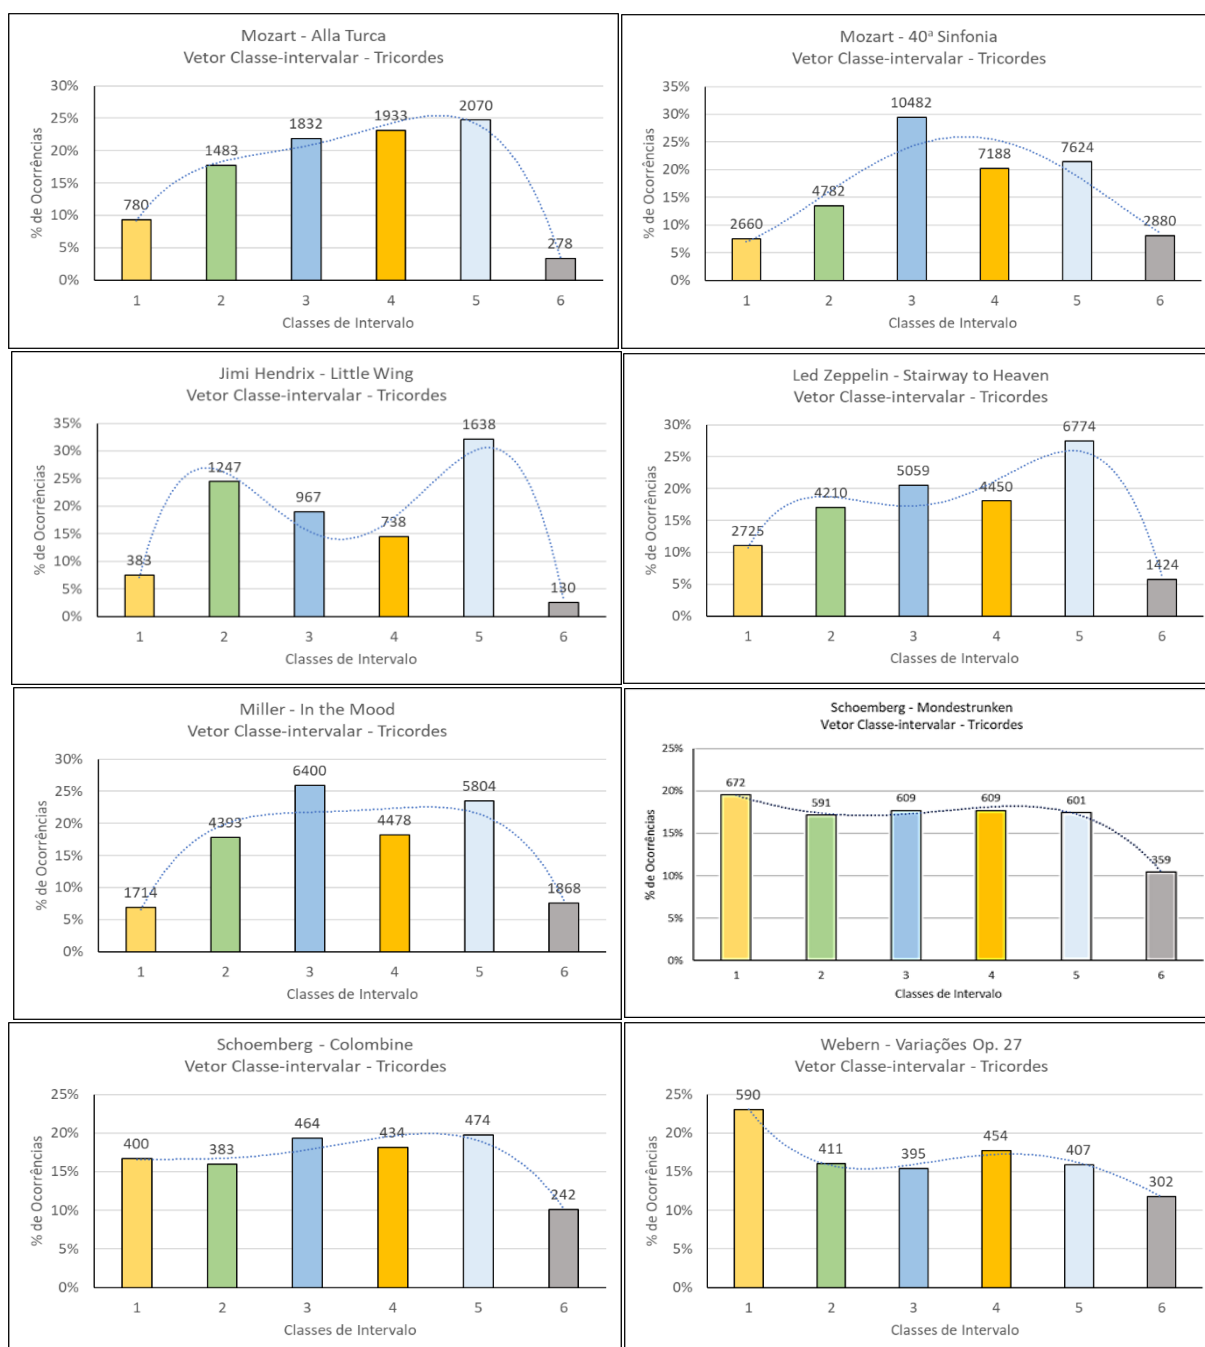 Mozart - Alla Turca
Vetor Classe-intervalar - Tricordes
% de Ocorrências
30%
25%
20%
15%
10%
5%
0%
780
1483
1832
1933
2070
278
1 2 3 4 5 6
Classes de Intervalo
Mozart - 40ª Sinfonia
Vetor Classe-intervalar - Tricordes
% de Ocorrências
35%
30%
25%
20%
15%
10%
5%
0%
2660
4782
10482
7188
7624
2880
1 2 3 4 5 6
Classes de Intervalo
Jimi Hendrix - Little Wing
Vetor Classe-intervalar - Tricordes
% de Ocorrências
35%
30%
25%
20%
15%
10%
5%
0%
383
1247
967
738
1638
130
1 2 3 4 5 6
Classes de Intervalo
Led Zeppelin - Stairway to Heaven
Vetor Classe-intervalar - Tricordes
% de Ocorrências
30%
25%
20%
15%
10%
5%
0%
2725
4210
5059
4450
6774
1424
1 2 3 4 5 6
Classes de Intervalo
Miller - In the Mood
Vetor Classe-intervalar - Tricordes
% de Ocorrências
30%
25%
20%
15%
10%
5%
0%
1714
4393
6400
4478
5804
1868
1 2 3 4 5 6
Classes de Intervalo
Schoemberg - Mondestrunken
Vetor Classe-intervalar - Tricordes
% de Ocorrências
25%
20%
15%
10%
5%
0%
672
591
609
609
601
359
1 2 3 4 5 6
Classes de Intervalo
Schoemberg - Colombine
Vetor Classe-intervalar - Tricordes
% de Ocorrências
25%
20%
15%
10%
5%
0%
400
383
464
434
474
242
1 2 3 4 5 6
Classes de Intervalo
Webern - Variações Op. 27
Vetor Classe-intervalar - Tricordes
% de Ocorrências
25%
20%
15%
10%
5%
0%
590
411
395
454
407
302
1 2 3 4 5 6
Classes de Intervalo